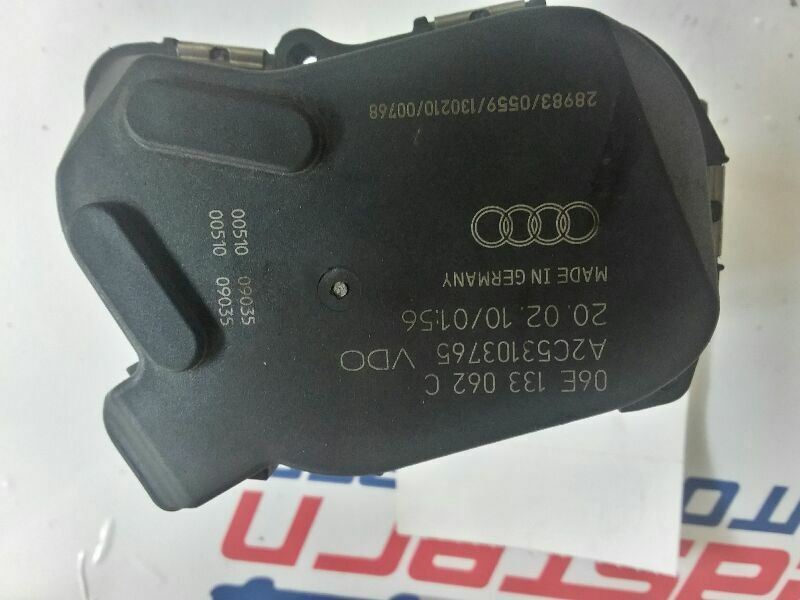 06E 133 062 C
A2C53103765 VDO
20.02.10/01:56
MADE IN GERMANY
28983/0559/130210/00768
00510 09035
00510 09035